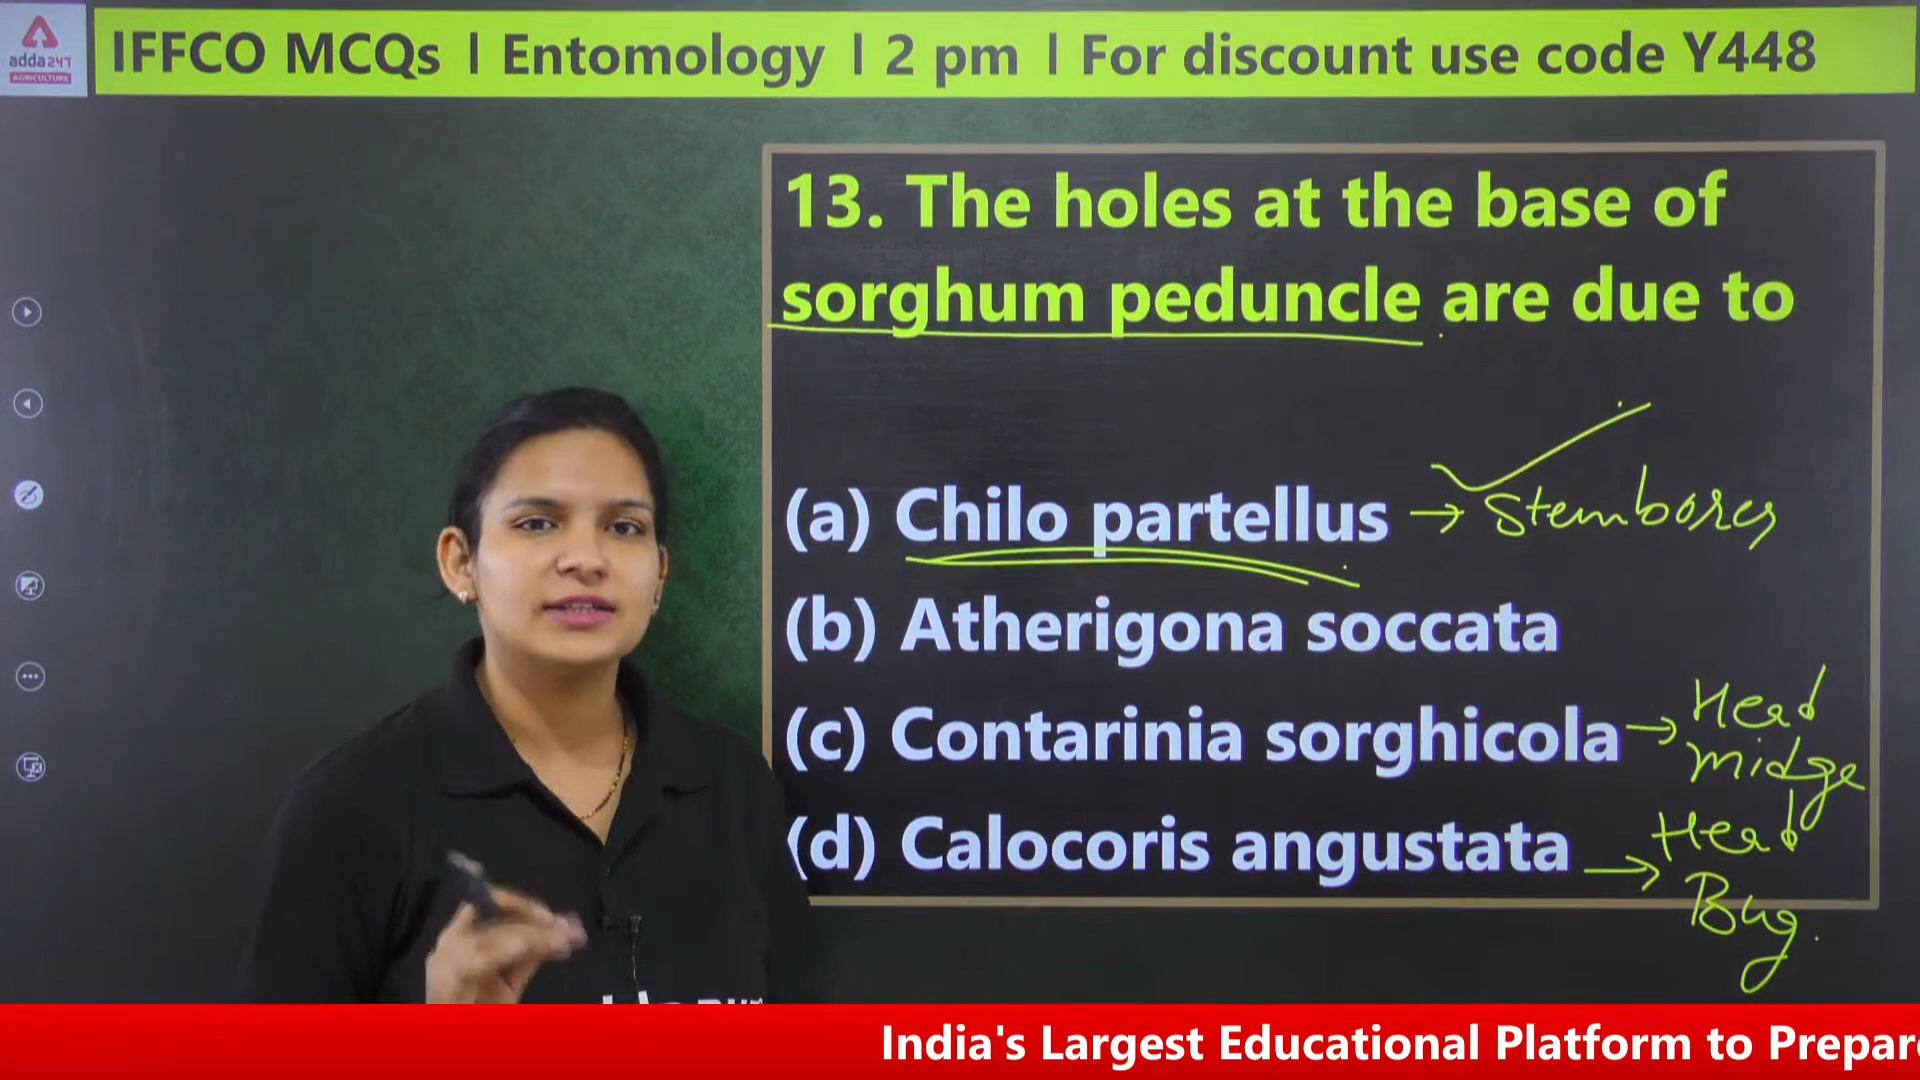 adda247
AGRICULTURE
IFFCO MCQs I Entomology I 2 pm I For discount use code Y448
13. The holes at the base of
sorghum peduncle are due to
(a) Chilo partellus → Stemborer
(b) Atherigona soccata
(c) Contarinia sorghicola → Head
midge
(d) Calocoris angustata → Head
Bug.
India's Largest Educational Platform to Prepar